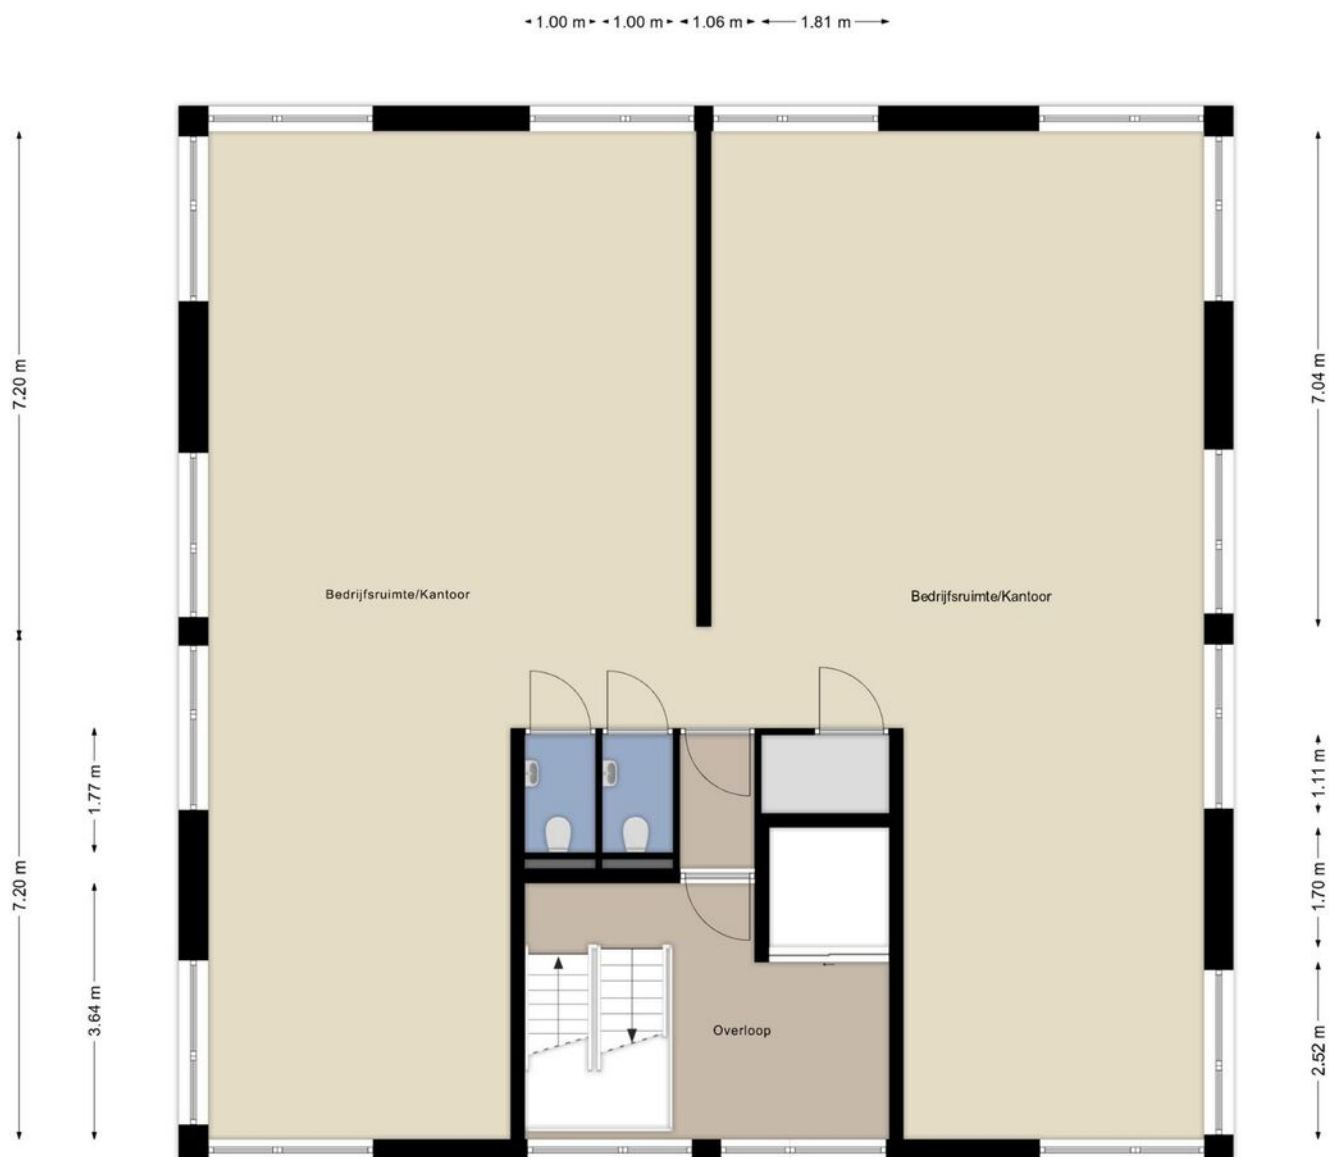 1.00 m 1.00 m 1.06 m 1.81 m
7.20 m
7.04 m
Bedrijfsruimte/Kantoor
Bedrijfsruimte/Kantoor
1.77 m
1.11 m
7.20 m
1.70 m
3.64 m
Overloop
2.52 m